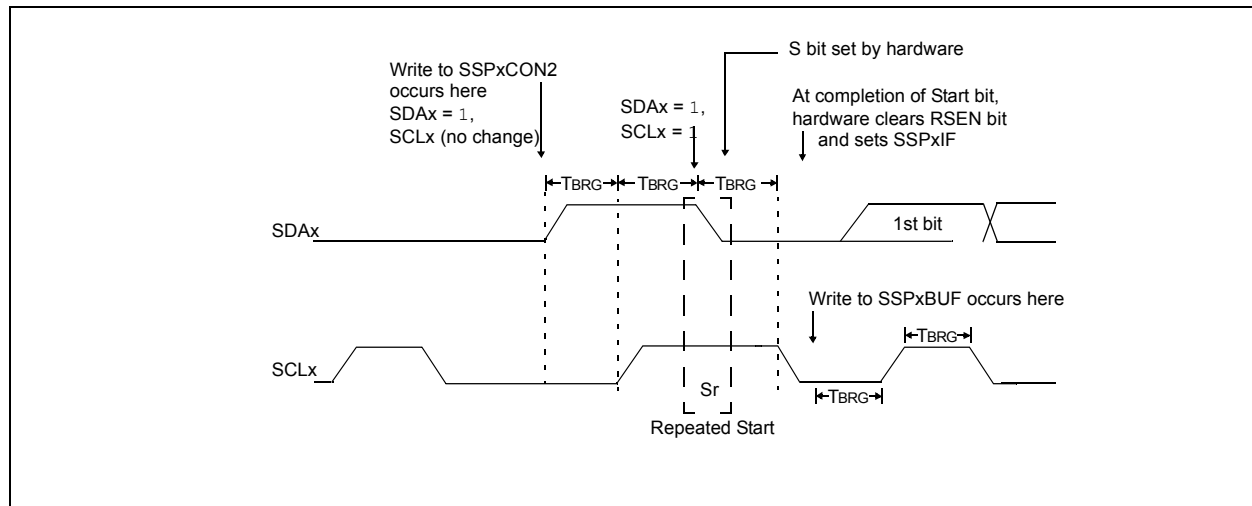 S bit set by hardware
Write to SSPxCON2
occurs here
SDAx = 1,
SCLx (no change)
SDAx = 1,
SCLx = 1
At completion of Start bit,
hardware clears RSEN bit
and sets SSPxIF
TBRG
TBRG
TBRG
SDAx
1st bit
Write to SSPxBUF occurs here
TBRG
SCLx
Sr
TBRG
Repeated Start